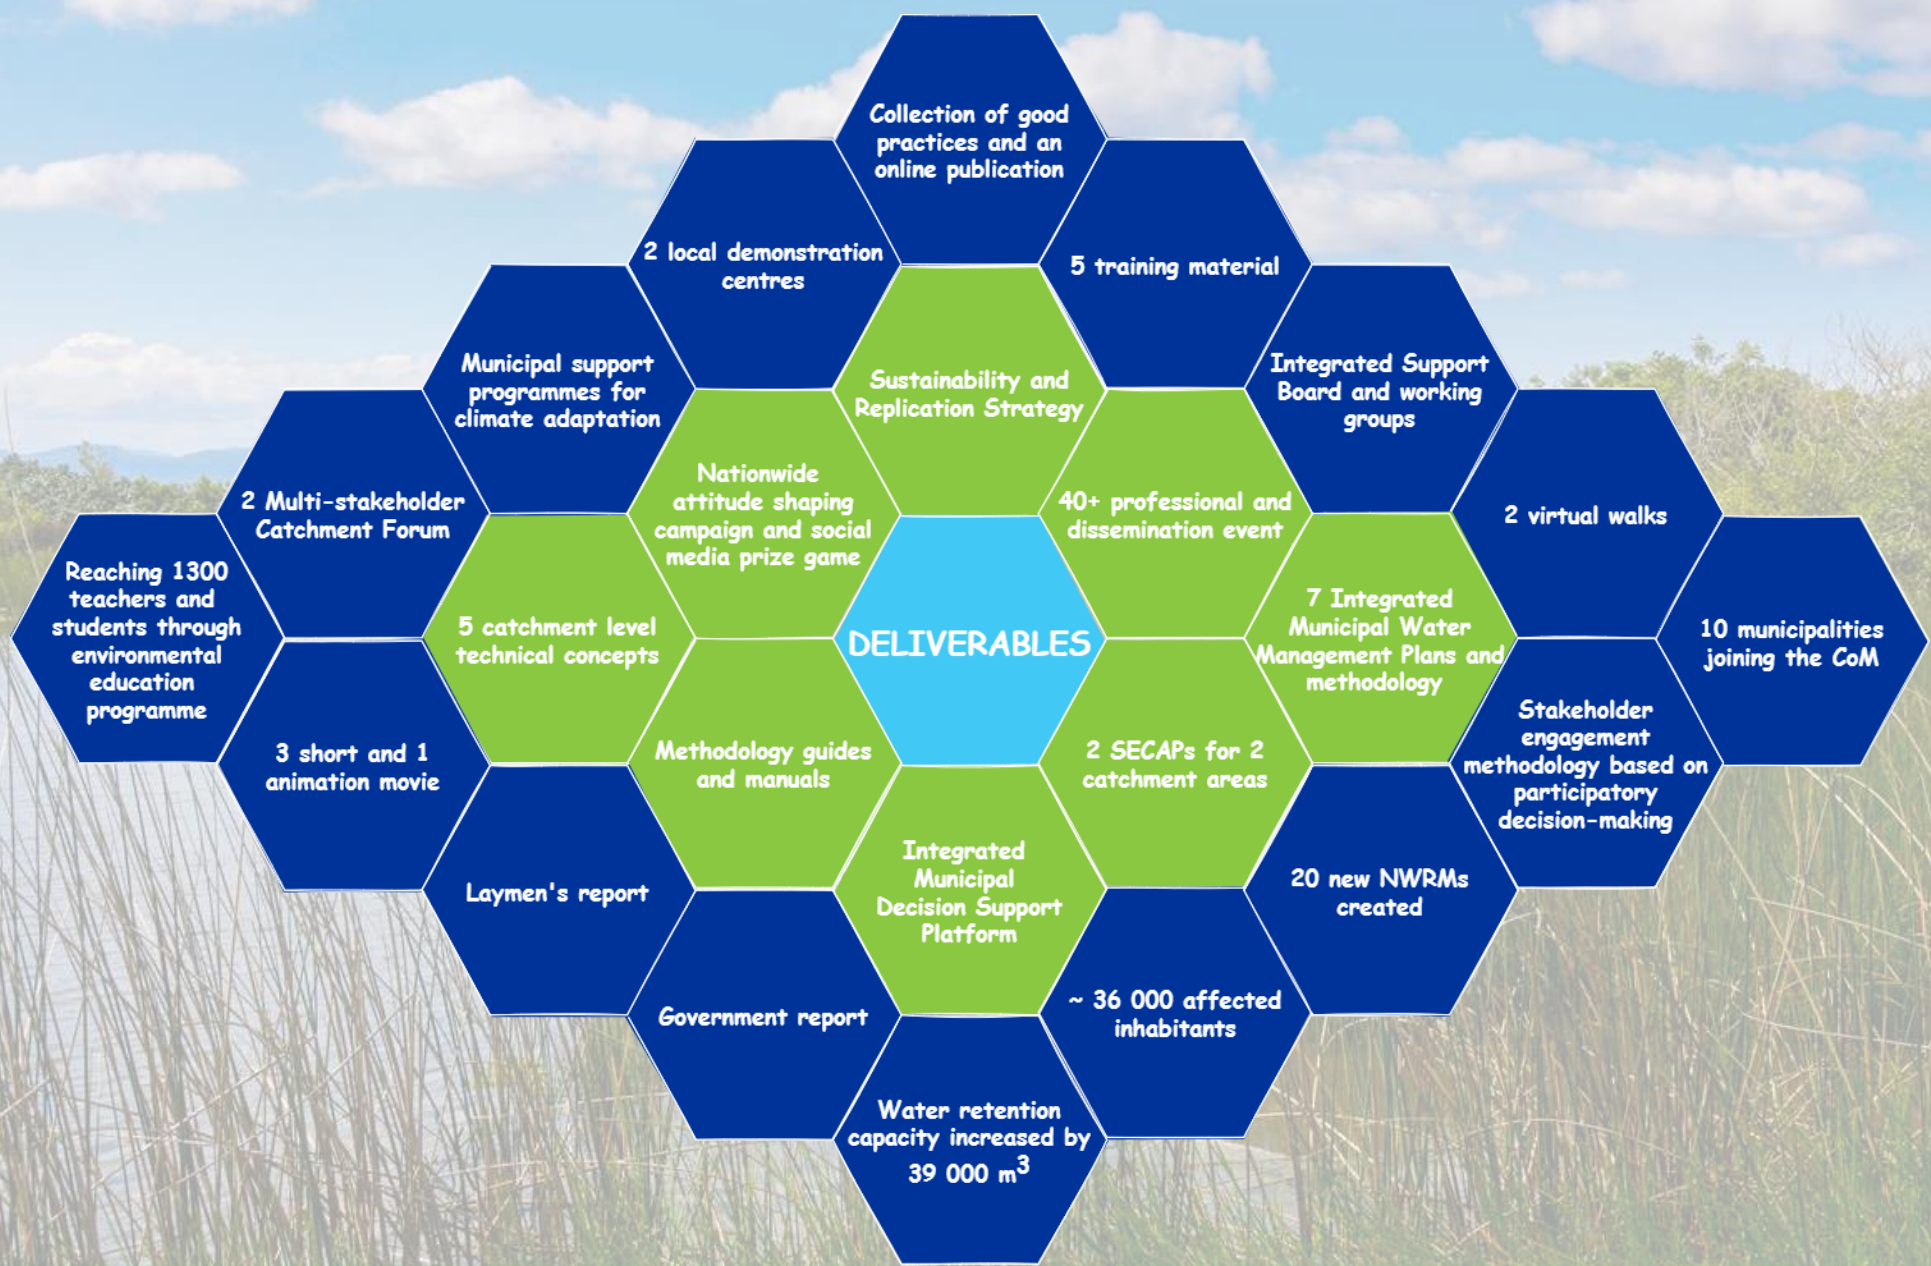 Collection of good
practices and an
online publication
2 local demonstration
centres
5 training material
Municipal support
programmes for
climate adaptation
Sustainability and
Replication Strategy
Integrated Support
Board and working
groups
2 Multi-stakeholder
Catchment Forum
Nationwide
attitude shaping
campaign and social
media prize game
40+ professional and
dissemination event
2 virtual walks
Reaching 1300
teachers and
students through
environmental
education
programme
5 catchment level
technical concepts
DELIVERABLES
7 Integrated
Municipal Water
Management Plans and
methodology
10 municipalities
joining the CoM
3 short and 1
animation movie
Methodology guides
and manuals
2 SECAPs for 2
catchment areas
Stakeholder
engagement
methodology based on
participatory
decision-making
Laymen's report
Integrated
Municipal
Decision Support
Platform
20 new NWRMs
created
Government report
~ 36 000 affected
inhabitants
Water retention
capacity increased by
39 000 m³